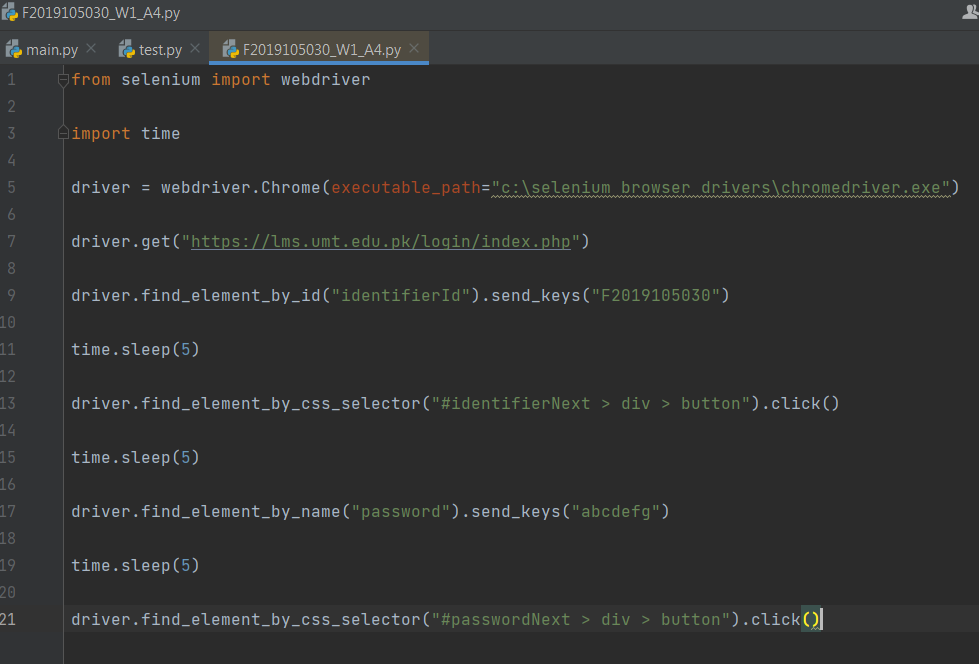 F2019105030_W1_A4.py
main.py test.py F2019105030_W1_A4.py
1 from selenium import webdriver
2
3 import time
4
5 driver = webdriver.Chrome(executable_path="c:\selenium browser drivers\chromedriver.exe")
6
7 driver.get("https://lms.umt.edu.pk/login/index.php")
8
9 driver.find_element_by_id("identifierId").send_keys("F2019105030")
10
11 time.sleep(5)
12
13 driver.find_element_by_css_selector("#identifierNext > div > button").click()
14
15 time.sleep(5)
16
17 driver.find_element_by_name("password").send_keys("abcdefg")
18
19 time.sleep(5)
20
21 driver.find_element_by_css_selector("#passwordNext > div > button").click()